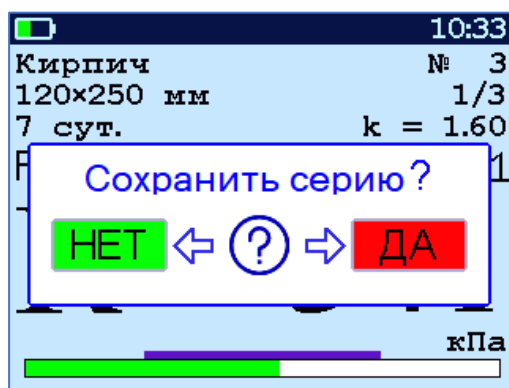 10:33
Кирпич № 3
120×250 мм 1/3
7 сут. k = 1.60
Сохранить серию?
НЕТ ? ДА
кПа